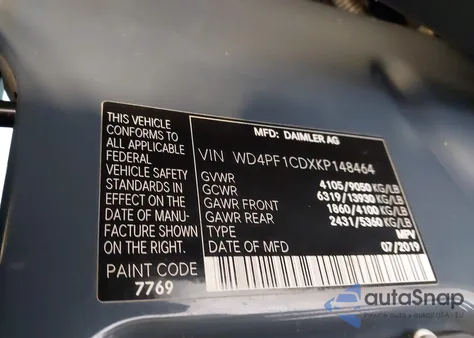 MFD: DAIMLER AG
THIS VEHICLE
CONFORMS TO
ALL APPLICABLE
FEDERAL
VEHICLE SAFETY
STANDARDS IN
EFFECT ON THE
DATE OF MANU-
FACTURE SHOWN
ON THE RIGHT.
PAINT CODE
7769
VIN WD4PF1CDXKP148464
GVWR 4105/9050 KG/LB
GCWR 6319/13930 KG/LB
GAWR FRONT 1860/4100 KG/LB
GAWR REAR 2431/5360 KG/LB
TYPE MPV
DATE OF MFD 07/2019
autoSnap